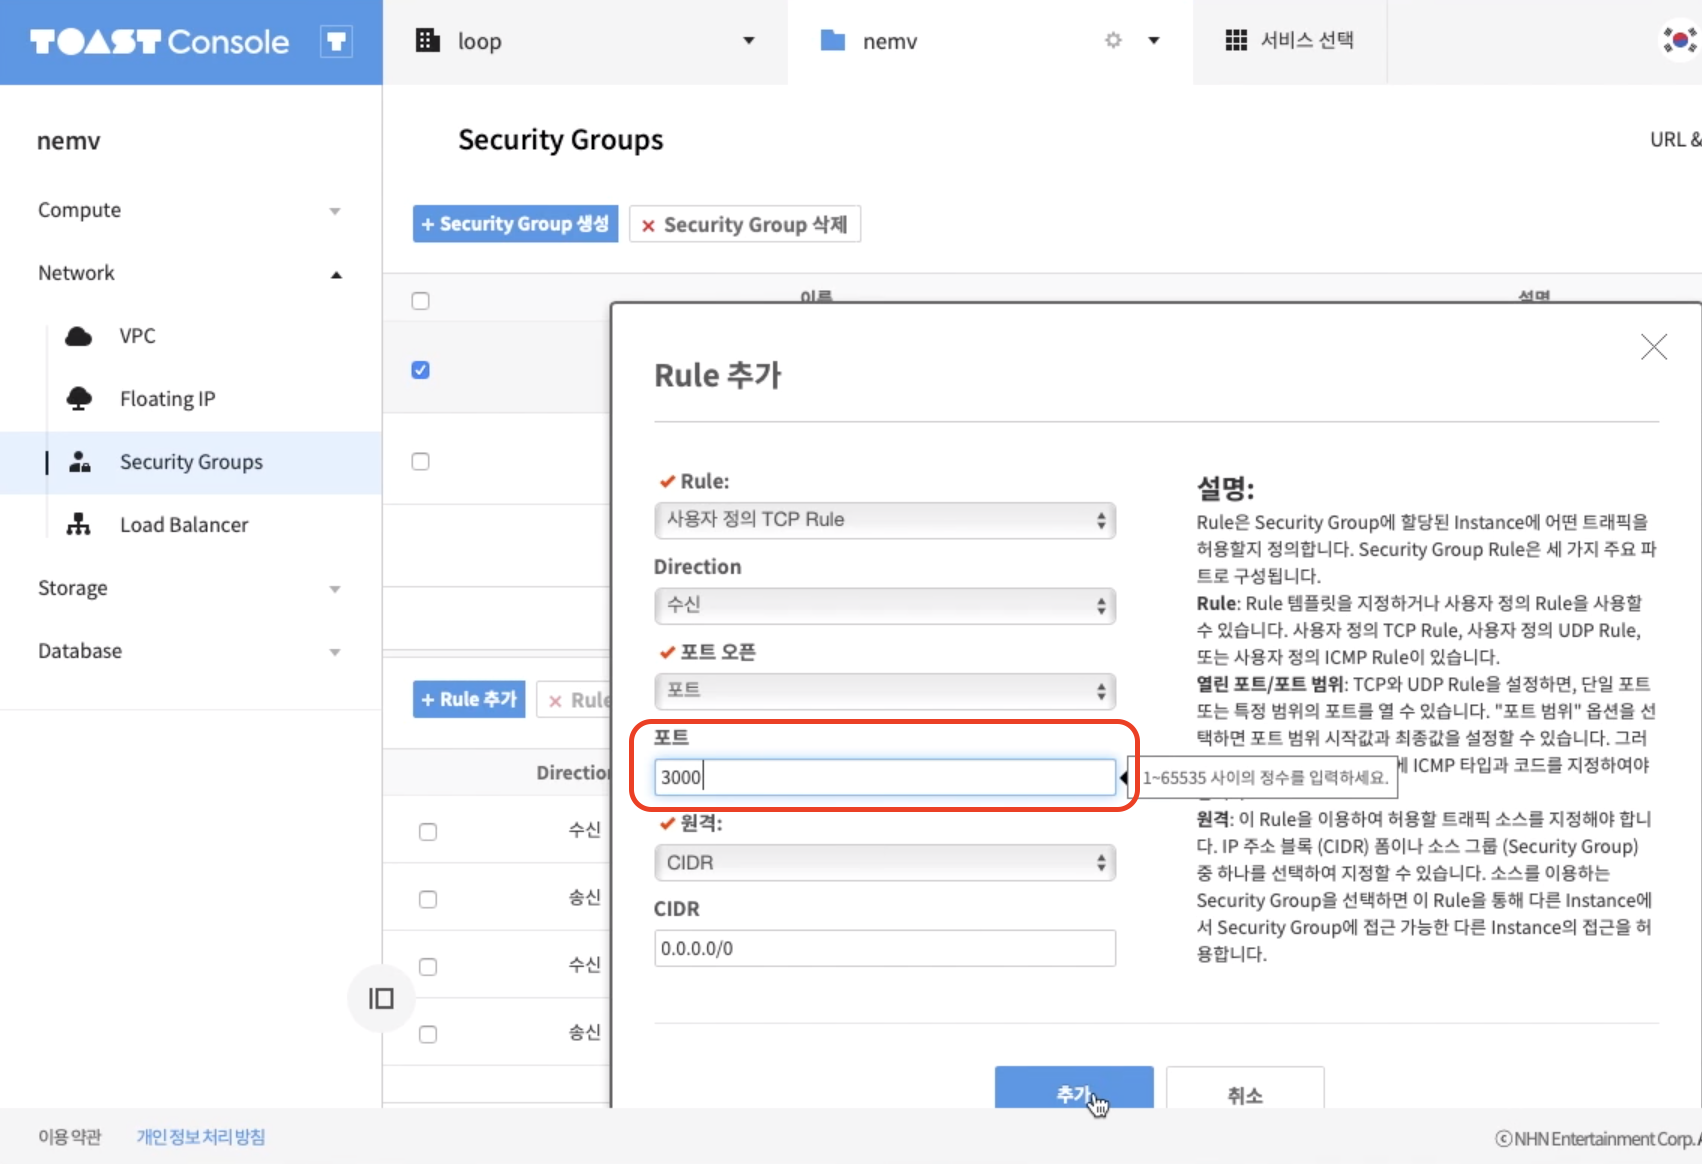 TOAST Console
loop
nemv
서비스 선택
nemv
Compute
Network
VPC
Floating IP
Security Groups
Load Balancer
Storage
Database
Security Groups
URL &
+ Security Group 생성
× Security Group 삭제
이름
설명
+ Rule 추가
× Rule
Direction
수신
송신
수신
송신
Rule 추가
Rule:
사용자 정의 TCP Rule
Direction
수신
포트 오픈
포트
포트
3000
1~65535 사이의 정수를 입력하세요.
원격:
CIDR
CIDR
0.0.0.0/0
설명:
Rule은 Security Group에 할당된 Instance에 어떤 트래픽을
허용할지 정의합니다. Security Group Rule은 세 가지 주요 파
트로 구성됩니다.
Rule: Rule 템플릿을 지정하거나 사용자 정의 Rule을 사용할
수 있습니다. 사용자 정의 TCP Rule, 사용자 정의 UDP Rule,
또는 사용자 정의 ICMP Rule이 있습니다.
열린 포트/포트 범위: TCP와 UDP Rule을 설정하면, 단일 포트
또는 특정 범위의 포트를 열 수 있습니다. "포트 범위" 옵션을 선
택하면 포트 범위 시작값과 최종값을 설정할 수 있습니다. 그러
에 ICMP 타입과 코드를 지정하여야
원격: 이 Rule을 이용하여 허용할 트래픽 소스를 지정해야 합니
다. IP 주소 블록 (CIDR) 폼이나 소스 그룹 (Security Group)
중 하나를 선택하여 지정할 수 있습니다. 소스를 이용하는
Security Group을 선택하면 이 Rule을 통해 다른 Instance에
서 Security Group에 접근 가능한 다른 Instance의 접근을 허
용합니다.
추가
취소
이용 약관
개인 정보 처리 방침
ⓒ NHN Entertainment Corp.